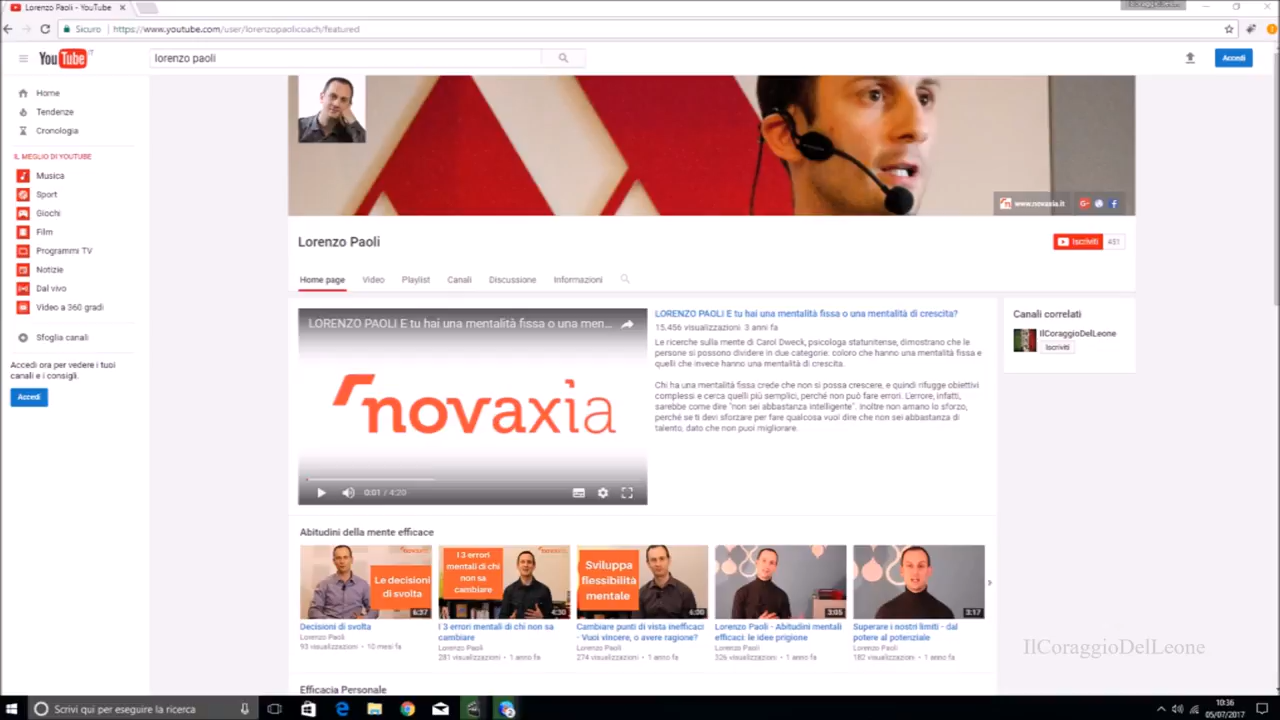 Lorenzo Paoli - YouTube
IlCoraggioDelLeone
Sicuro
https://www.youtube.com/user/lorenzopaolicoach/featured
YouTube IT
lorenzo paoli
Accedi
Home
Tendenze
Cronologia
IL MEGLIO DI YOUTUBE
Musica
Sport
Giochi
Film
Programmi TV
Notizie
Dal vivo
Video a 360 gradi
Sfoglia canali
Accedi ora per vedere i tuoi
canali e i consigli.
Accedi
www.novaxia.it
Lorenzo Paoli
Iscriviti 451
Home page Video Playlist Canali Discussione Informazioni
LORENZO PAOLI E tu hai una mentalità fissa o una men...
novaxia
0:01 / 4:20
LORENZO PAOLI E tu hai una mentalità fissa o una mentalità di crescita?
15.456 visualizzazioni 3 anni fa
Le ricerche sulla mente di Carol Dweck, psicologa statunitense, dimostrano che le
persone si possono dividere in due categorie: coloro che hanno una mentalità fissa e
quelli che invece hanno una mentalità di crescita.
Chi ha una mentalità fissa crede che non si possa crescere, e quindi rifugge obiettivi
complessi e cerca quelli più semplici, perché non può fare errori. L'errore, infatti,
sarebbe come dire "non sei abbastanza intelligente". Inoltre non amano lo sforzo,
perché se ti devi sforzare per fare qualcosa vuoi dire che non sei abbastanza di
talento, dato che non puoi migliorare.
Canali correlati
IlCoraggioDelLeone
Iscriviti
Abitudini della mente efficace
Le decisioni
di svolta
6:37
Decisioni di svolta
Lorenzo Paoli
93 visualizzazioni • 10 mesi fa
I 3 errori
mentali di chi
non sa
cambiare
4:30
I 3 errori mentali di chi non sa
cambiare
Lorenzo Paoli
281 visualizzazioni • 1 anno fa
Sviluppa
flessibilità
mentale
6:00
Cambiare punti di vista inefficaci
- Vuoi vincere, o avere ragione?
Lorenzo Paoli
274 visualizzazioni • 1 anno fa
3:05
Lorenzo Paoli - Abitudini mentali
efficaci: le idee prigione
Lorenzo Paoli
326 visualizzazioni • 1 anno fa
3:17
Superare i nostri limiti - dal
potere al potenziale
Lorenzo Paoli
182 visualizzazioni • 1 anno fa
Efficacia Personale
IlCoraggioDelLeone
Scrivi qui per eseguire la ricerca
10:36
05/07/2017